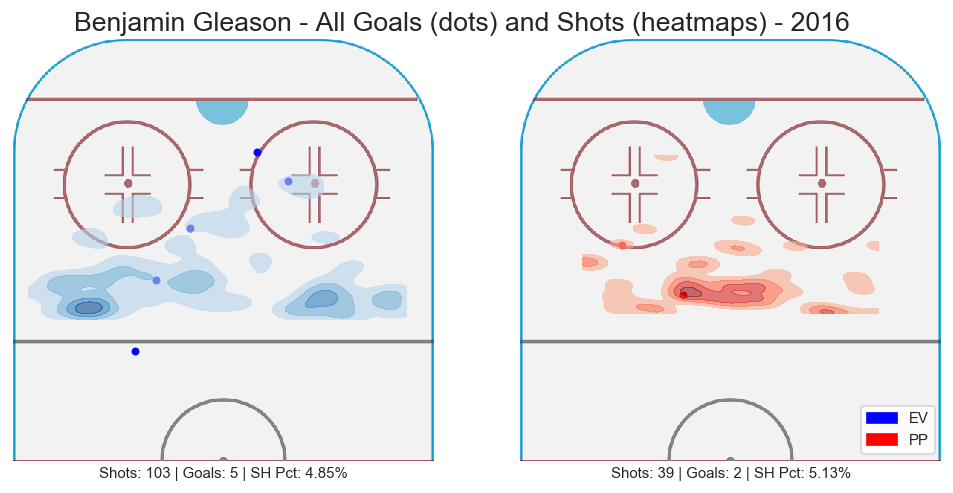 Benjamin Gleason - All Goals (dots) and Shots (heatmaps) - 2016
EV
PP
Shots: 103 | Goals: 5 | SH Pct: 4.85%
Shots: 39 | Goals: 2 | SH Pct: 5.13%